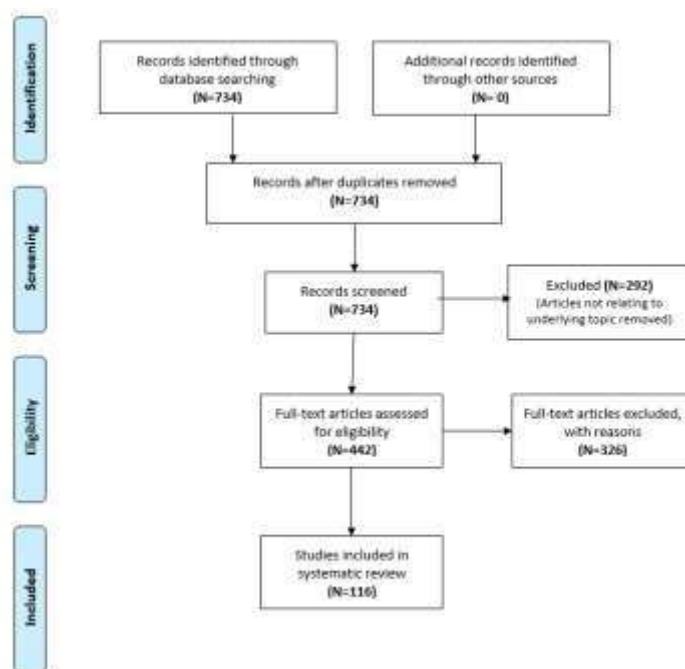 Identification
Records identified through
database searching
(N=734)
Additional records identified
through other sources
(N= 0)
Records after duplicates removed
(N=734)
Screening
Records screened
(N=734)
Excluded (N=292)
(Articles not relating to
underlying topic removed)
Eligibility
Full-text articles assessed
for eligibility
(N=442)
Full-text articles excluded,
with reasons
(N=326)
Included
Studies included in
systematic review
(N=116)